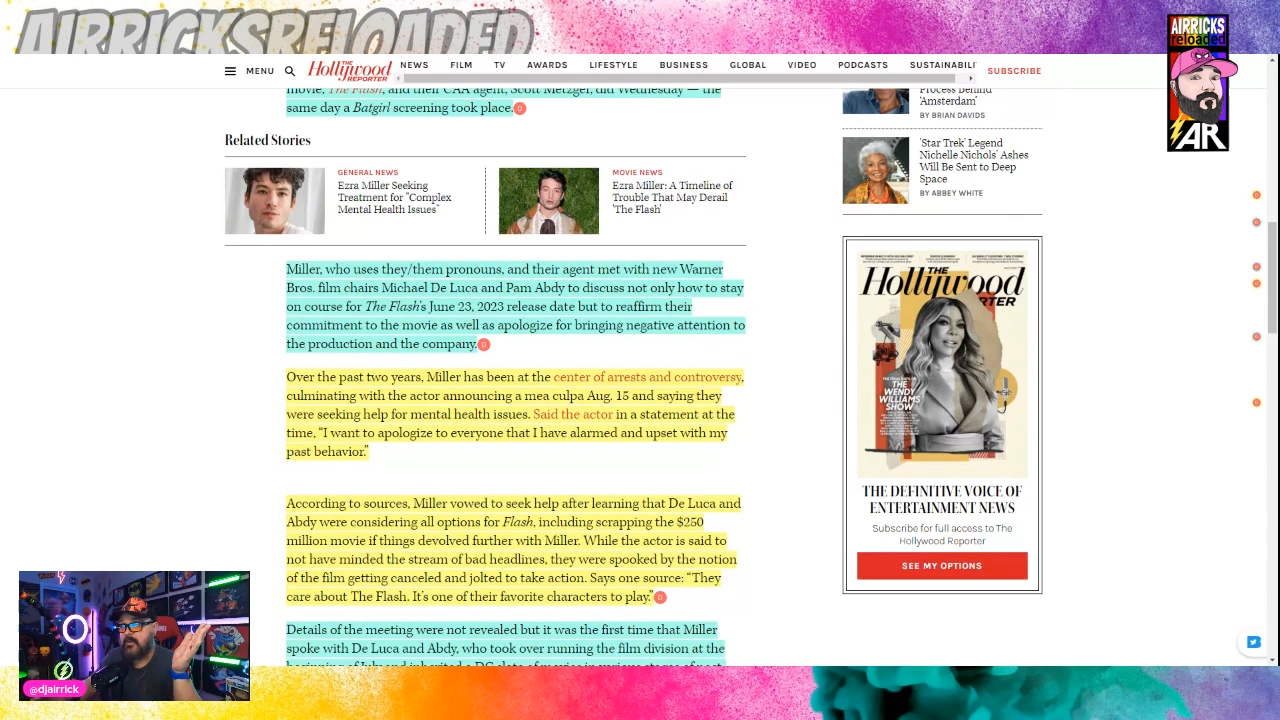 AIRRICKSRELOADED
AIRRICKS
reloaded
AR
MENU
THE
Hollywood
REPORTER
NEWS FILM TV AWARDS LIFESTYLE BUSINESS GLOBAL VIDEO PODCASTS SUSTAINABILI
SUBSCRIBE
movie, The Flash, and their CAA agent, Scott Metzger, did Wednesday — the
same day a Batgirl screening took place.
Related Stories
GENERAL NEWS
Ezra Miller Seeking
Treatment for "Complex
Mental Health Issues"
MOVIE NEWS
Ezra Miller: A Timeline of
Trouble That May Derail
'The Flash'
Miller, who uses they/them pronouns, and their agent met with new Warner
Bros. film chairs Michael De Luca and Pam Abdy to discuss not only how to stay
on course for The Flash's June 23, 2023 release date but to reaffirm their
commitment to the movie as well as apologize for bringing negative attention to
the production and the company.
Over the past two years, Miller has been at the center of arrests and controversy,
culminating with the actor announcing a mea culpa Aug. 15 and saying they
were seeking help for mental health issues. Said the actor in a statement at the
time, “I want to apologize to everyone that I have alarmed and upset with my
past behavior.”
According to sources, Miller vowed to seek help after learning that De Luca and
Abdy were considering all options for Flash, including scrapping the $250
million movie if things devolved further with Miller. While the actor is said to
not have minded the stream of bad headlines, they were spooked by the notion
of the film getting canceled and jolted to take action. Says one source: “They
care about The Flash. It’s one of their favorite characters to play.”
Details of the meeting were not revealed but it was the first time that Miller
spoke with De Luca and Abdy, who took over running the film division at the
Process Behind
'Amsterdam'
BY BRIAN DAVIDS
'Star Trek' Legend
Nichelle Nichols' Ashes
Will Be Sent to Deep
Space
BY ABBEY WHITE
THE
Hollywood
REPORTER
THE
WENDY
WILLIAMS
SHOW
THE DEFINITIVE VOICE OF
ENTERTAINMENT NEWS
Subscribe for full access to The
Hollywood Reporter
SEE MY OPTIONS
@djairrick